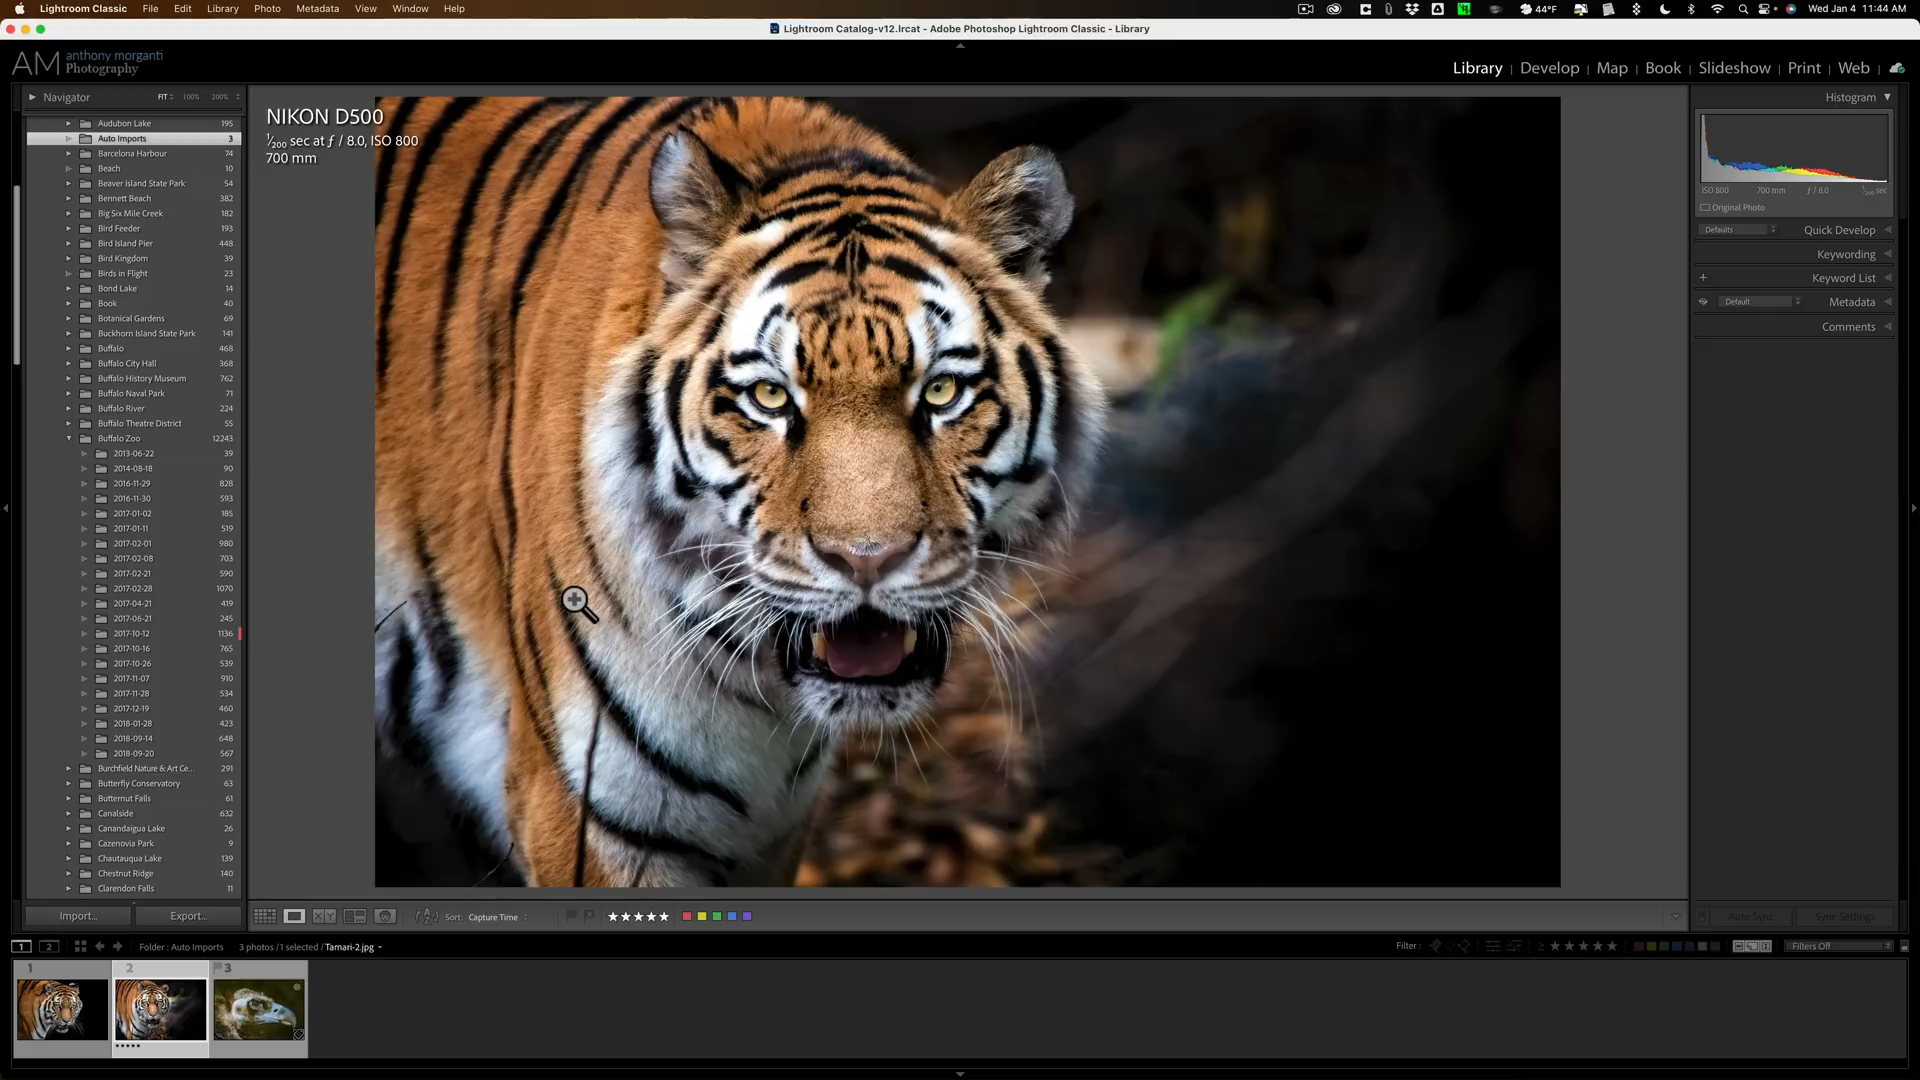 Lightroom Classic File Edit Library Photo Metadata View Window Help
44°F Wed Jan 4 11:44 AM
Lightroom Catalog-v12.lrcat - Adobe Photoshop Lightroom Classic - Library
AM anthony morganti
Photography
Library | Develop | Map | Book | Slideshow | Print | Web
Navigator FIT 100% 200%
Audubon Lake 195
Auto Imports 3
Barcelona Harbour 74
Beach 10
Beaver Island State Park 54
Bennett Beach 382
Big Six Mile Creek 182
Bird Feeder 193
Bird Island Pier 448
Bird Kingdom 39
Birds in Flight 23
Bond Lake 14
Book 40
Botanical Gardens 69
Buckhorn Island State Park 141
Buffalo 468
Buffalo City Hall 368
Buffalo History Museum 762
Buffalo Naval Park 71
Buffalo River 224
Buffalo Theatre District 55
Buffalo Zoo 12243
2013-06-22 39
2014-08-18 90
2016-11-29 828
2016-11-30 593
2017-01-02 185
2017-01-11 519
2017-02-01 980
2017-02-08 703
2017-02-21 590
2017-02-28 1070
2017-04-21 419
2017-06-21 245
2017-10-12 1136
2017-10-16 765
2017-10-26 539
2017-11-07 910
2017-11-28 534
2017-12-19 460
2018-01-28 423
2018-09-14 648
2018-09-20 567
Burchfield Nature & Art Ce... 291
Butterfly Conservatory 63
Butternut Falls 61
Canalside 632
Canandaigua Lake 26
Cazenovia Park 9
Chautauqua Lake 139
Chestnut Ridge 140
Clarendon Falls 11
Import... Export...
NIKON D500
1/200 sec at ƒ / 8.0, ISO 800
700 mm
Histogram
ISO 800 700 mm ƒ / 8.0 1/200 sec
Original Photo
Defaults Quick Develop
Keywording
+ Keyword List
Default Metadata
Comments
X Y Sort: Capture Time ★★★★★
Auto Sync Sync Settings
1 2 Folder : Auto Imports 3 photos / 1 selected / Tamari-2.jpg
Filter : ≥ ★★★★★ Filters Off
1 2 3
★★★★★